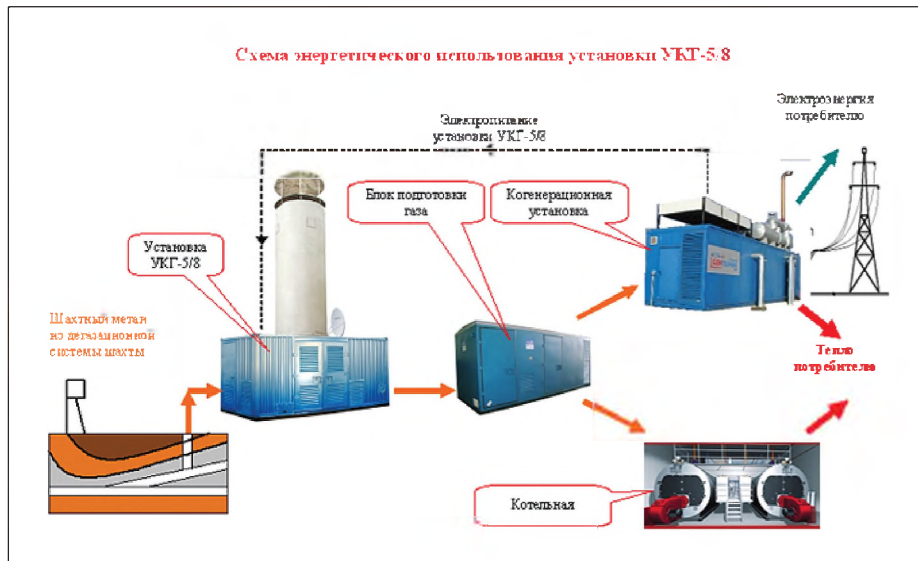 Схема энергетического использования установки УКГ-5/8
Электроэнергия
потребителю
Электропитание
установки УКГ-5/8
Блок подготовки
газа
Когенерационная
установка
Установка
УКГ-5/8
Шахтный метан
из дегазационной
системы шахты
Тепло
потребителю
Котельная